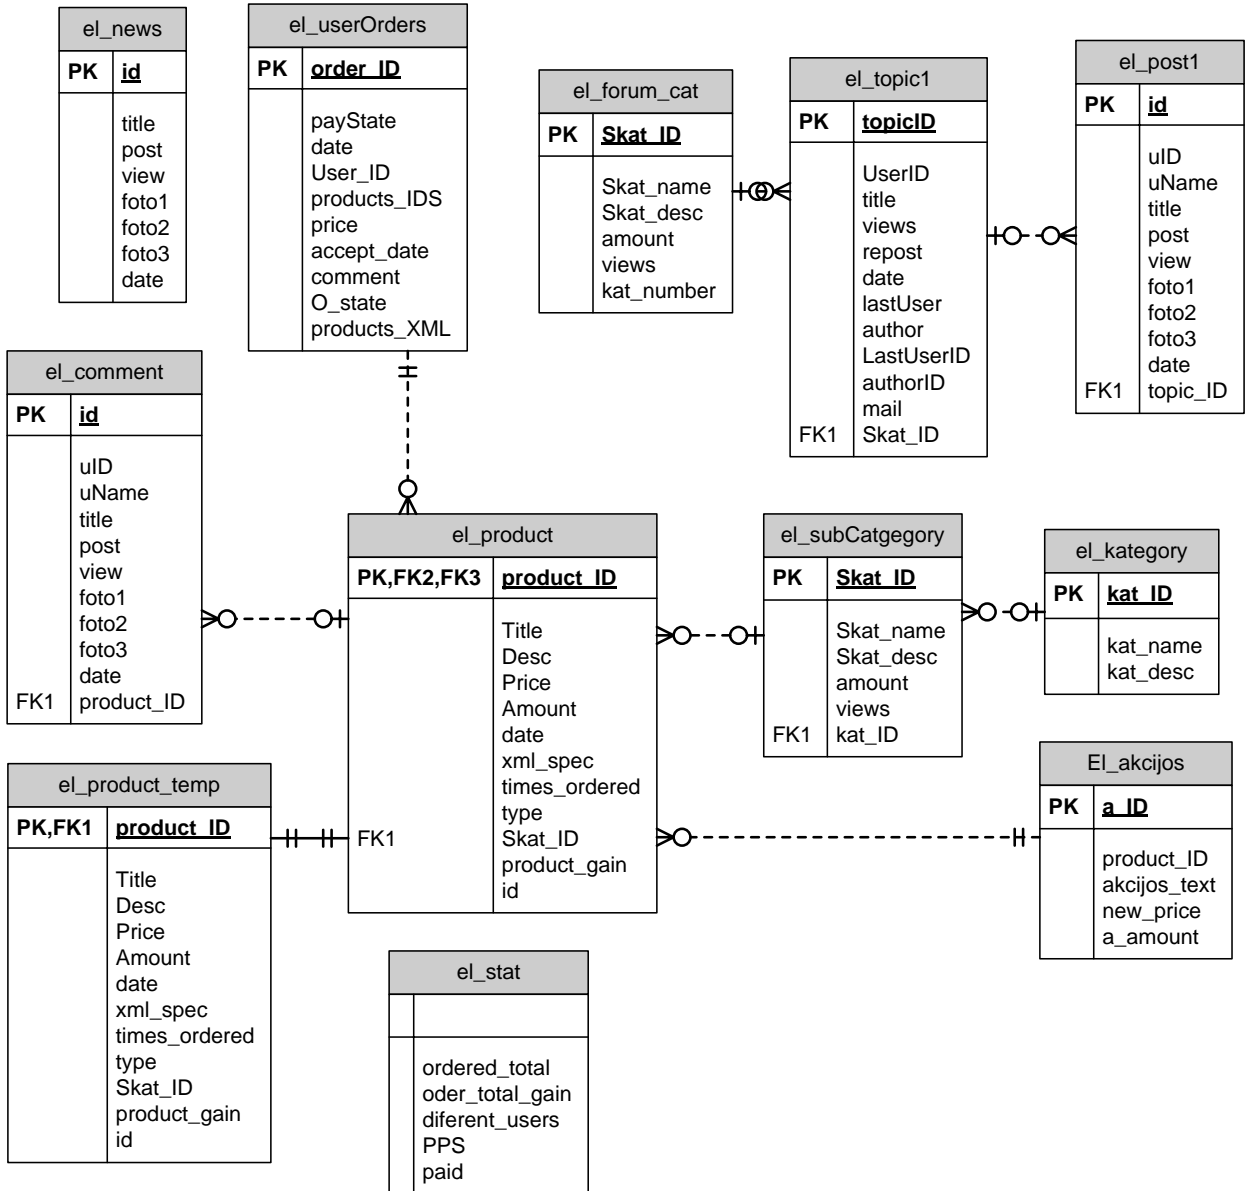 el_news
PK id
title
post
view
foto1
foto2
foto3
date
el_userOrders
PK order_ID
payState
date
User_ID
products_IDS
price
accept_date
comment
O_state
products_XML
el_forum_cat
PK Skat_ID
Skat_name
Skat_desc
amount
views
kat_number
el_topic1
PK topicID
UserID
title
views
repost
date
lastUser
author
LastUserID
authorID
mail
FK1 Skat_ID
el_post1
PK id
uID
uName
title
post
view
foto1
foto2
foto3
date
FK1 topic_ID
el_comment
PK id
uID
uName
title
post
view
foto1
foto2
foto3
date
FK1 product_ID
el_product
PK,FK2,FK3 product_ID
Title
Desc
Price
Amount
date
xml_spec
times_ordered
type
FK1 Skat_ID
product_gain
id
el_subCatgegory
PK Skat_ID
Skat_name
Skat_desc
amount
views
FK1 kat_ID
el_kategory
PK kat_ID
kat_name
kat_desc
el_product_temp
PK,FK1 product_ID
Title
Desc
Price
Amount
date
xml_spec
times_ordered
type
Skat_ID
product_gain
id
El_akcijos
PK a_ID
product_ID
akcijos_text
new_price
a_amount
el_stat
ordered_total
oder_total_gain
diferent_users
PPS
paid